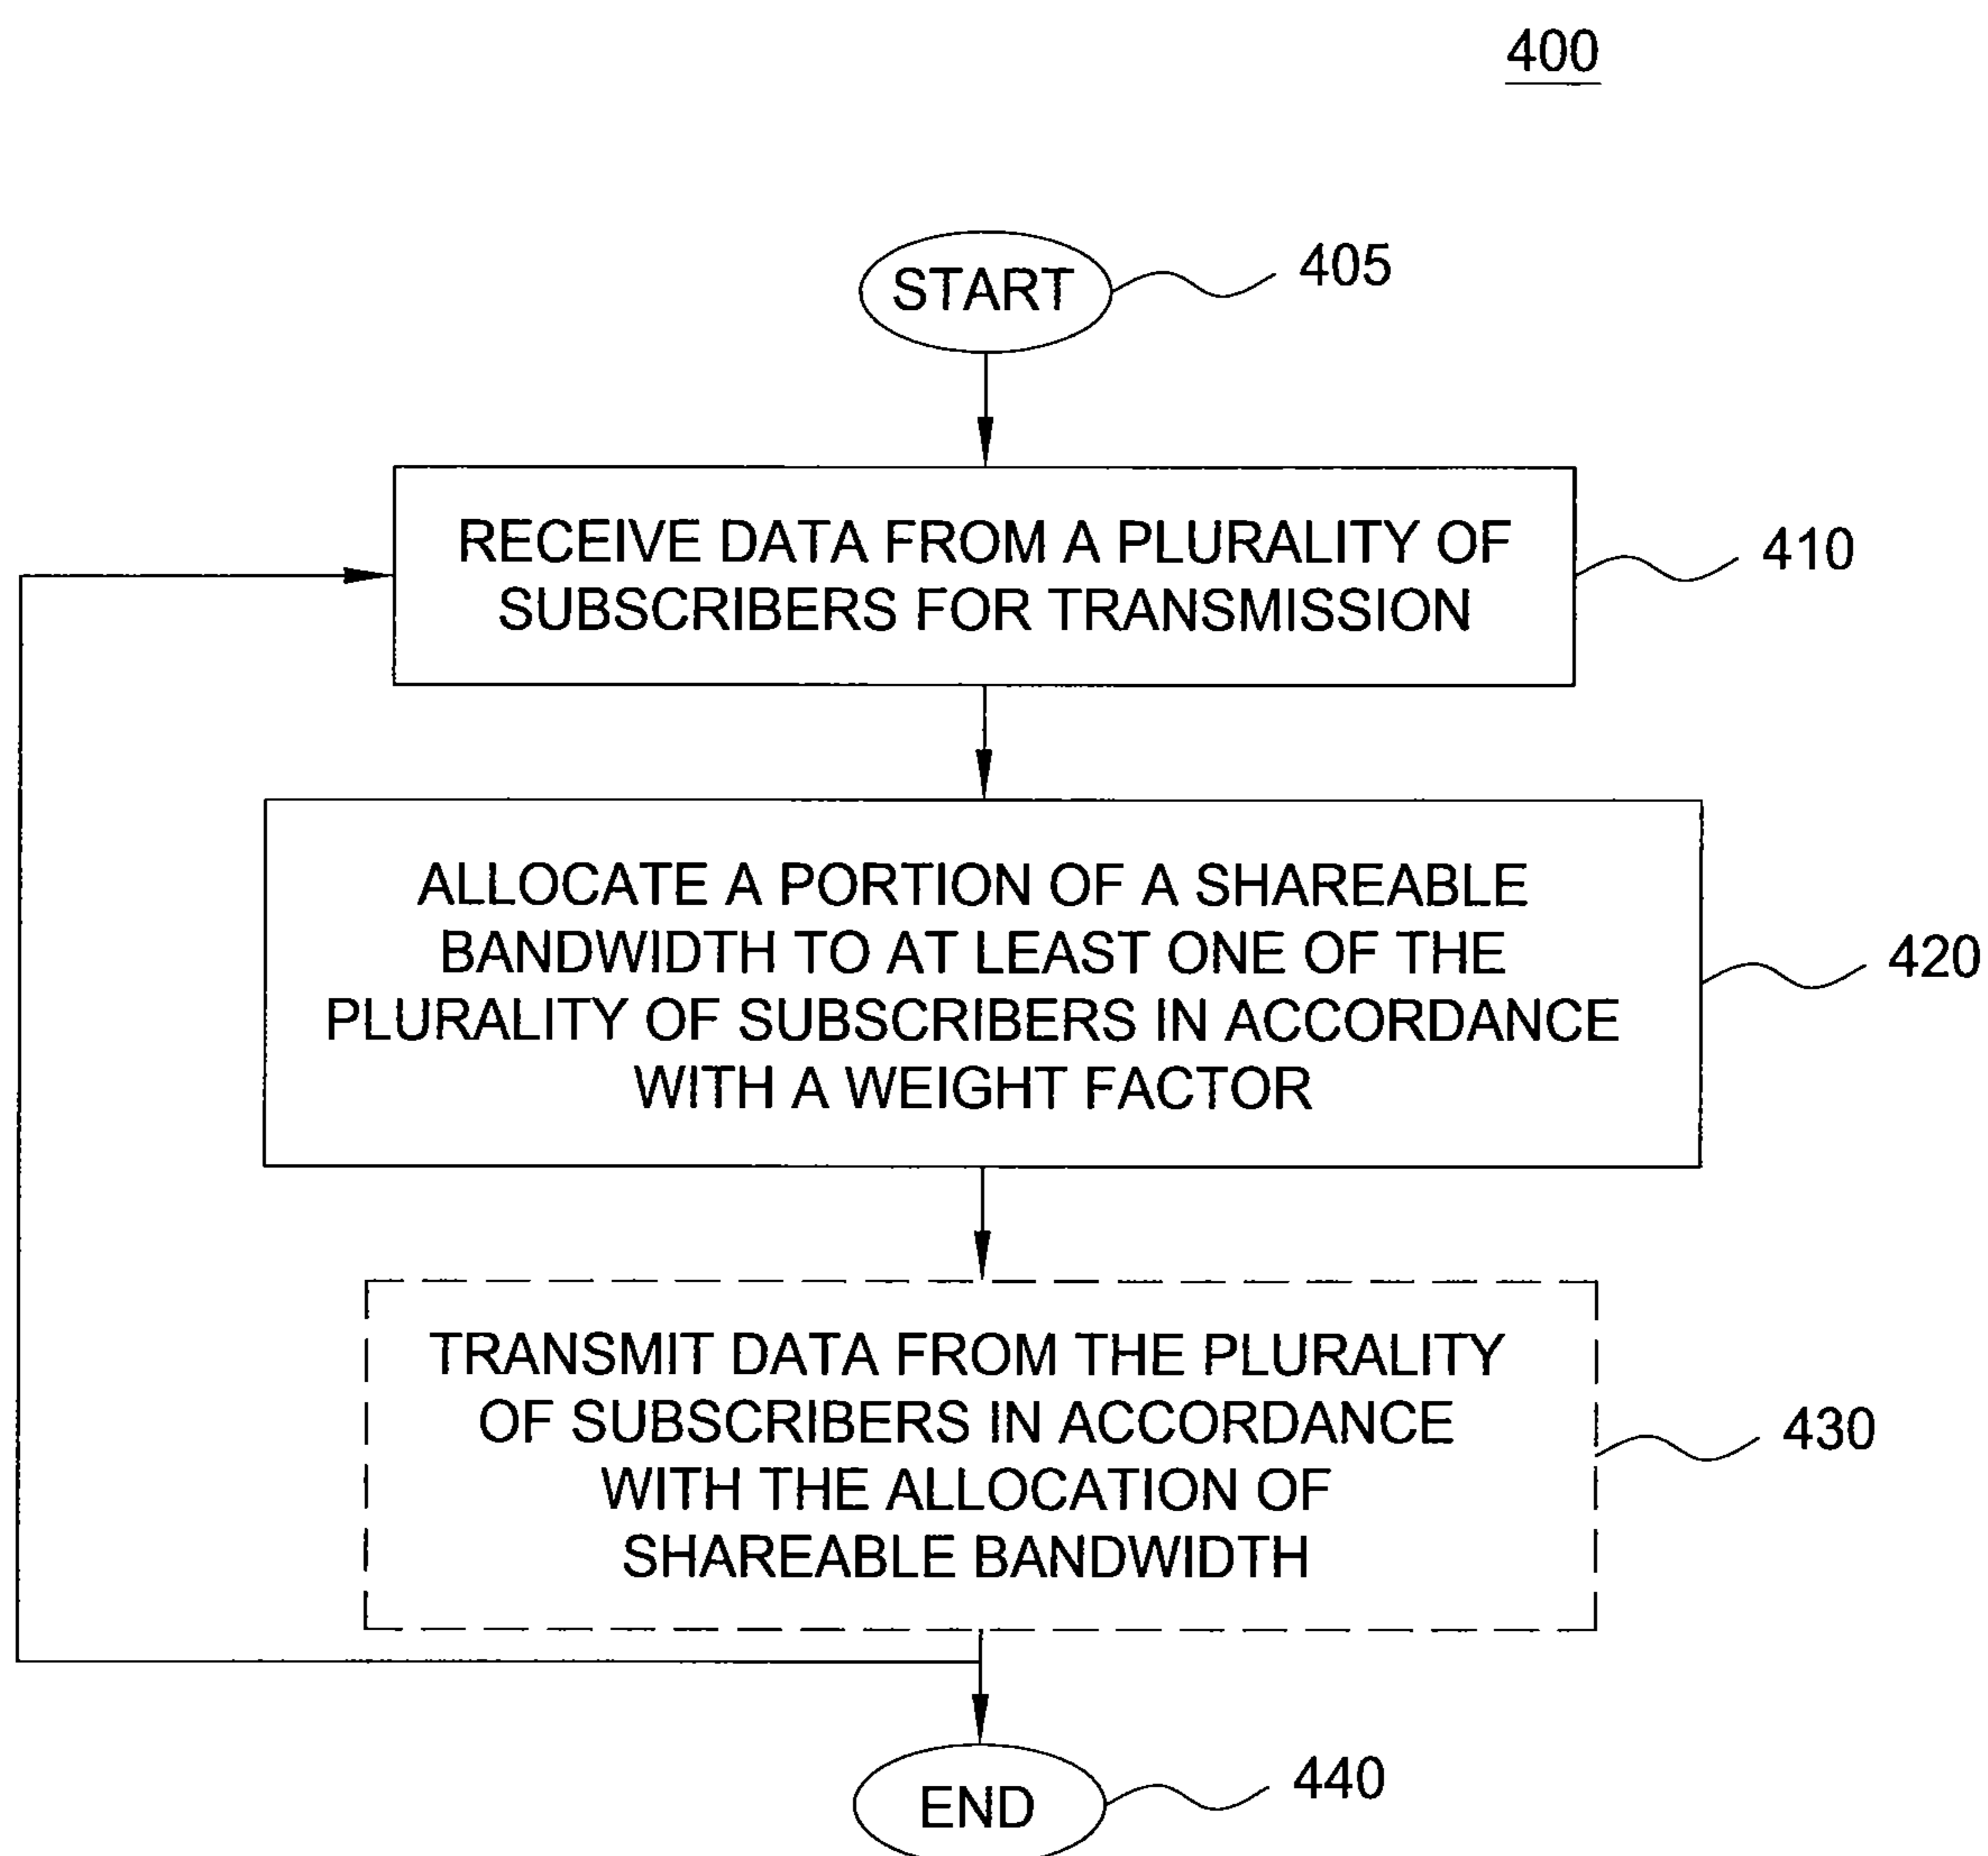 400
START
405
RECEIVE DATA FROM A PLURALITY OF
SUBSCRIBERS FOR TRANSMISSION
410
ALLOCATE A PORTION OF A SHAREABLE
BANDWIDTH TO AT LEAST ONE OF THE
PLURALITY OF SUBSCRIBERS IN ACCORDANCE
WITH A WEIGHT FACTOR
420
TRANSMIT DATA FROM THE PLURALITY
OF SUBSCRIBERS IN ACCORDANCE
WITH THE ALLOCATION OF
SHAREABLE BANDWIDTH
430
END
440